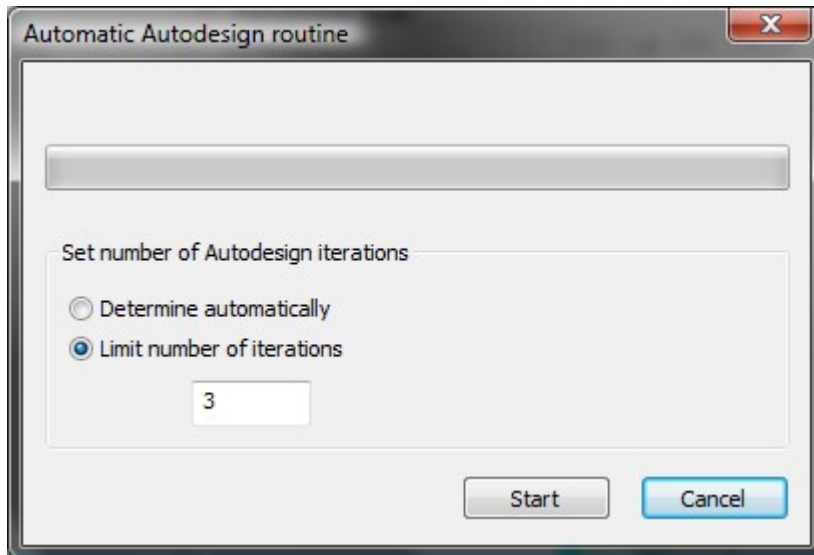 Automatic Autodesign routine
Set number of Autodesign iterations
Determine automatically
Limit number of iterations
3
Start
Cancel